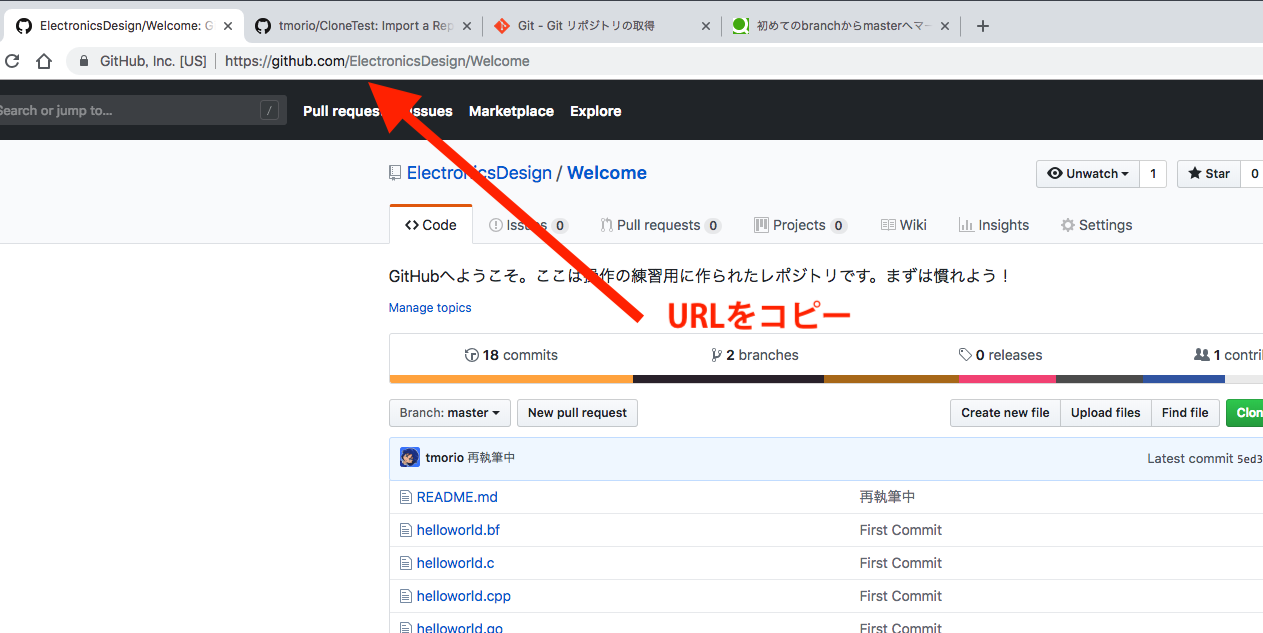 ElectronicsDesign/Welcome: G
tmorio/CloneTest: Import a Rep
Git - Git リポジトリの取得
初めてのbranchからmasterへマー
GitHub, Inc. [US]
https://github.com/ElectronicsDesign/Welcome
Search or jump to...
/
Pull reques
ssues
Marketplace
Explore
ElectronicsDesign / Welcome
Unwatch
1
Star
0
Code
Issues 0
Pull requests 0
Projects 0
Wiki
Insights
Settings
GitHubへようこそ。ここは操作の練習用に作られたレポジトリです。まずは慣れよう！
Manage topics
URLをコピー
18 commits
2 branches
0 releases
1 contri
Branch: master
New pull request
Create new file
Upload files
Find file
Clon
tmorio 再執筆中
Latest commit 5ed3
README.md
再執筆中
helloworld.bf
First Commit
helloworld.c
First Commit
helloworld.cpp
First Commit
helloworld.go
First Commit